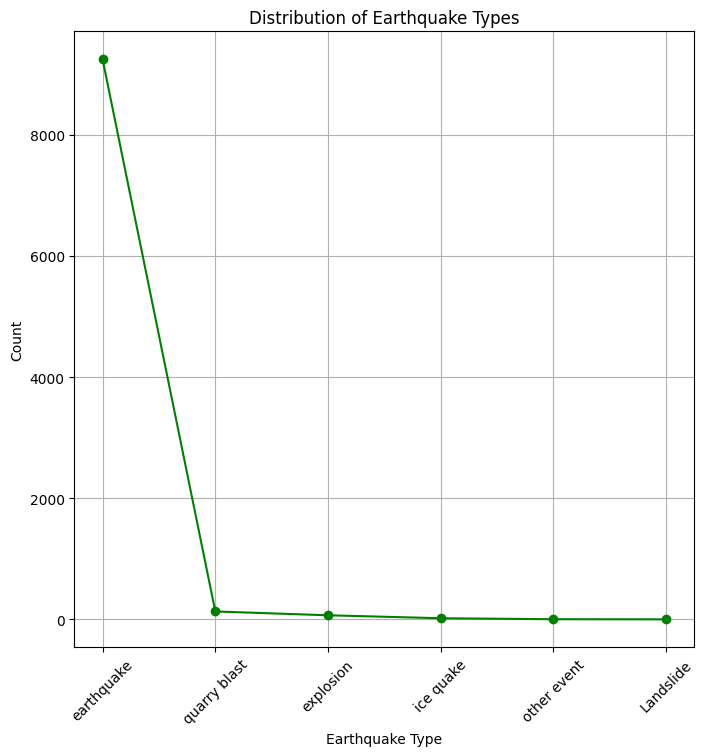 Distribution of Earthquake Types
Count
8000
6000
4000
2000
0
earthquake
quarry blast
explosion
ice quake
other event
Landslide
Earthquake Type